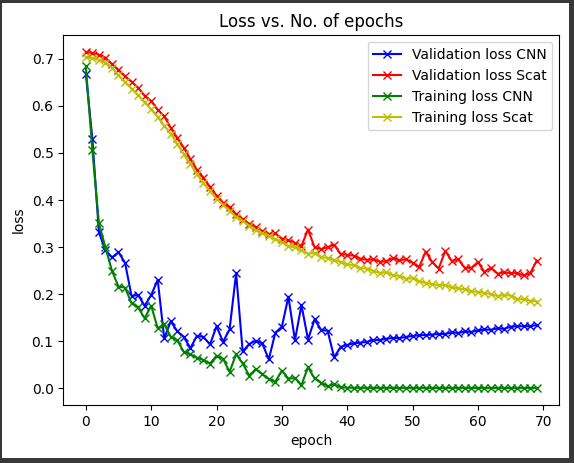 Loss vs. No. of epochs
Validation loss CNN
Validation loss Scat
Training loss CNN
Training loss Scat
loss
0.7
0.6
0.5
0.4
0.3
0.2
0.1
0.0
0 10 20 30 40 50 60 70
epoch